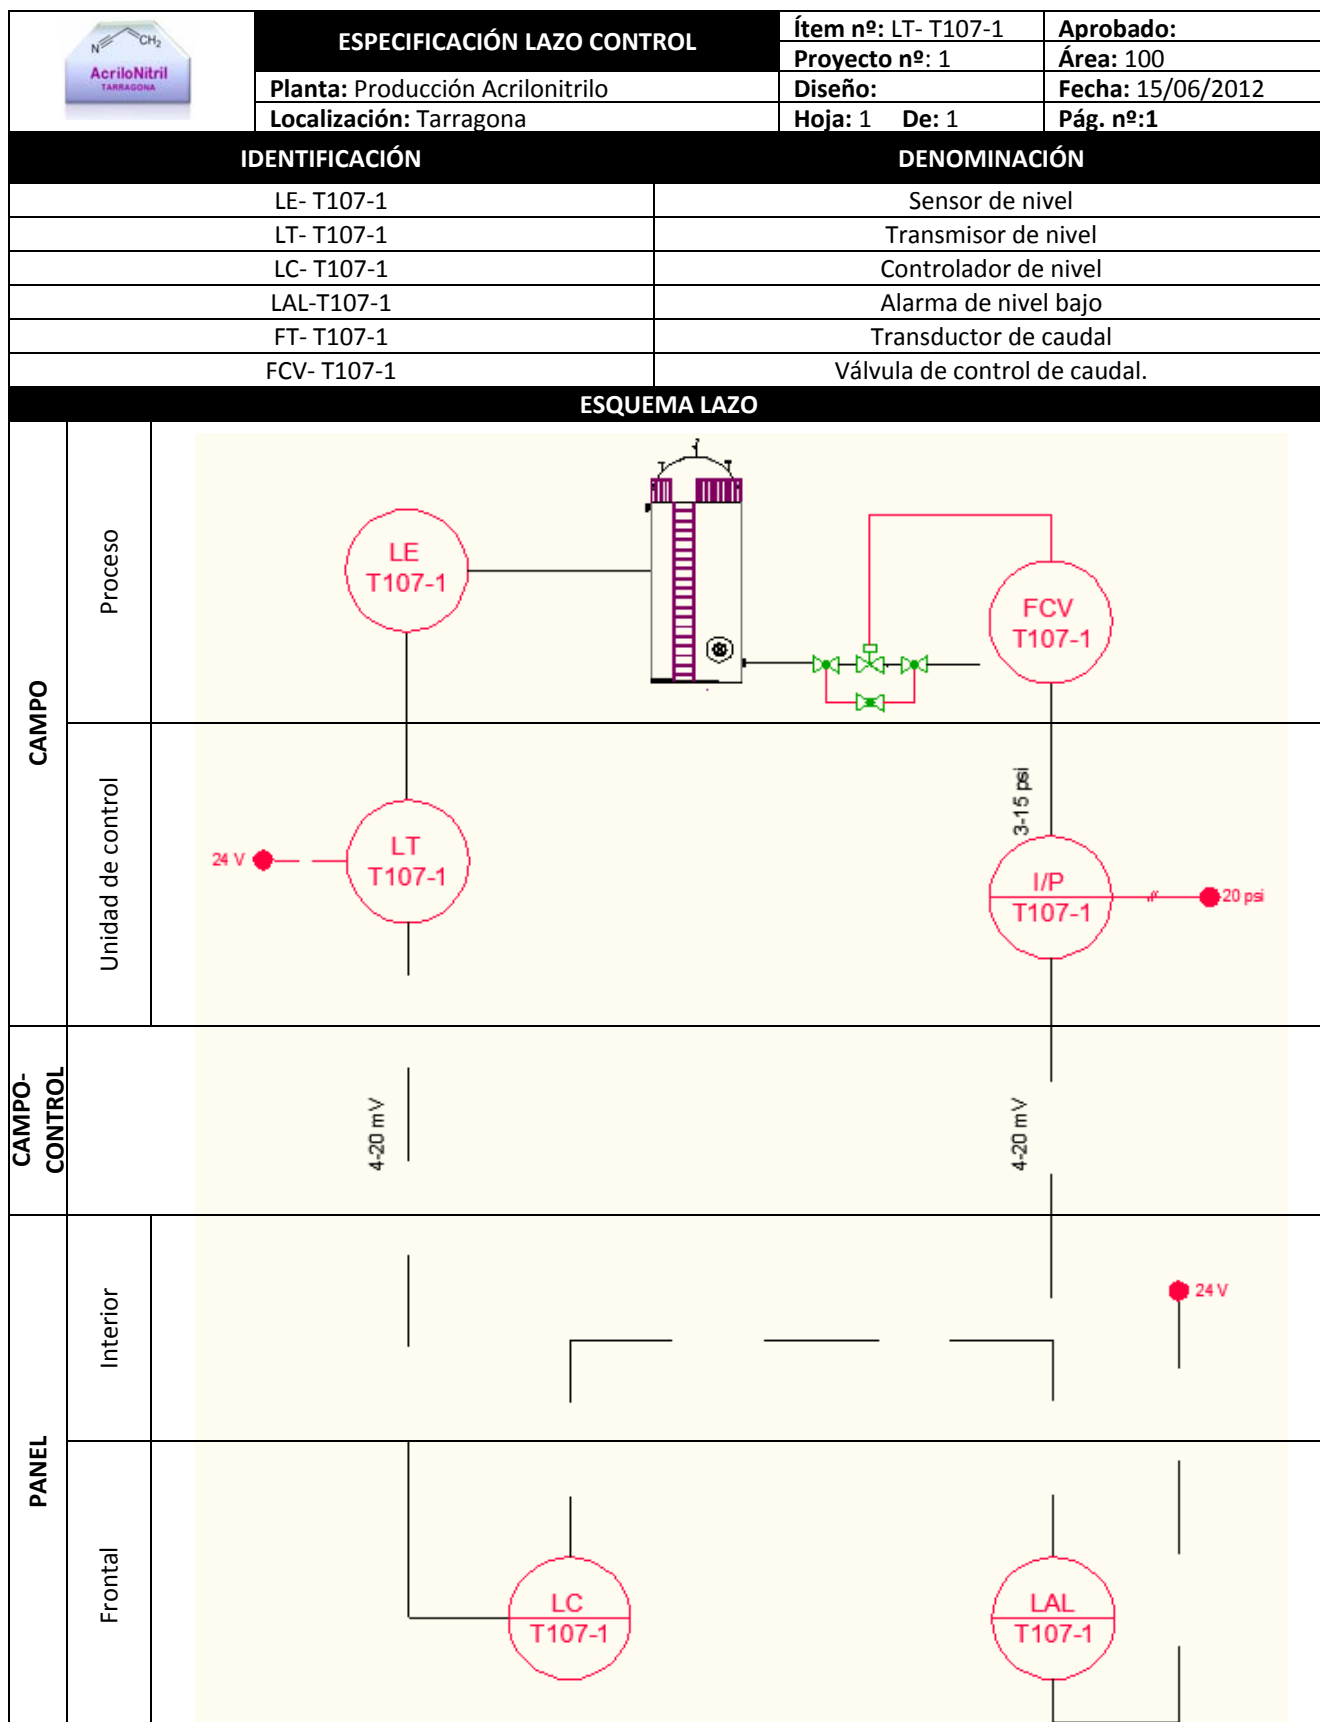 N
CH2
AcriloNitril
TARRAGONA
ESPECIFICACIÓN LAZO CONTROL
Ítem nº: LT- T107-1
Aprobado:
Proyecto nº: 1
Área: 100
Planta: Producción Acrilonitrilo
Diseño:
Fecha: 15/06/2012
Localización: Tarragona
Hoja: 1 De: 1
Pág. nº:1
IDENTIFICACIÓN
DENOMINACIÓN
LE- T107-1
Sensor de nivel
LT- T107-1
Transmisor de nivel
LC- T107-1
Controlador de nivel
LAL-T107-1
Alarma de nivel bajo
FT- T107-1
Transductor de caudal
FCV- T107-1
Válvula de control de caudal.
ESQUEMA LAZO
CAMPO
Proceso
LE
T107-1
FCV
T107-1
Unidad de control
24 V
LT
T107-1
3-15 psi
I/P
T107-1
20 psi
CAMPO-
CONTROL
4-20 mV
4-20 mV
PANEL
Interior
24 V
Frontal
LC
T107-1
LAL
T107-1